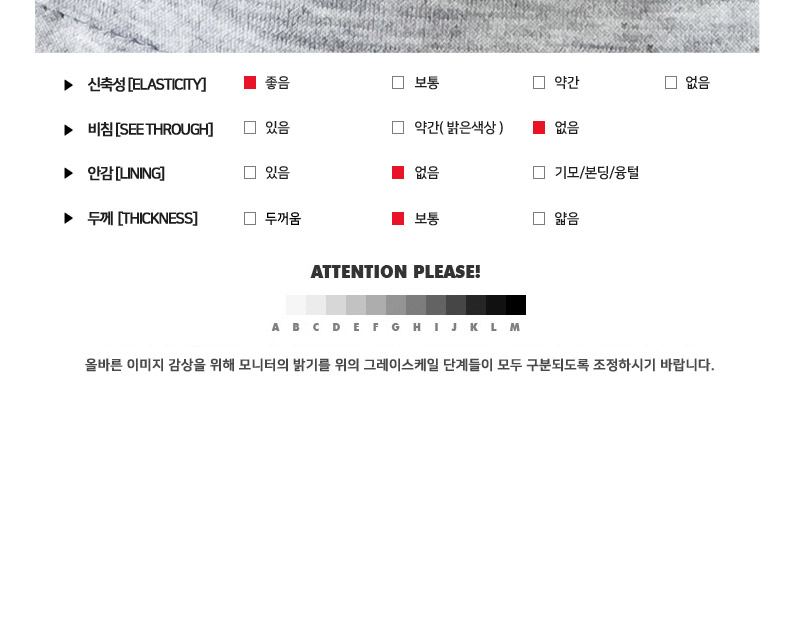 ▶ 신축성 [ELASTICITY] ■ 좋음 □ 보통 □ 약간 □ 없음
▶ 비침 [SEE THROUGH] □ 있음 □ 약간( 밝은색상 ) ■ 없음
▶ 안감 [LINING] □ 있음 ■ 없음 □ 기모/본딩/융털
▶ 두께 [THICKNESS] □ 두꺼움 ■ 보통 □ 얇음
ATTENTION PLEASE!
A B C D E F G H I J K L M
올바른 이미지 감상을 위해 모니터의 밝기를 위의 그레이스케일 단계들이 모두 구분되도록 조정하시기 바랍니다.